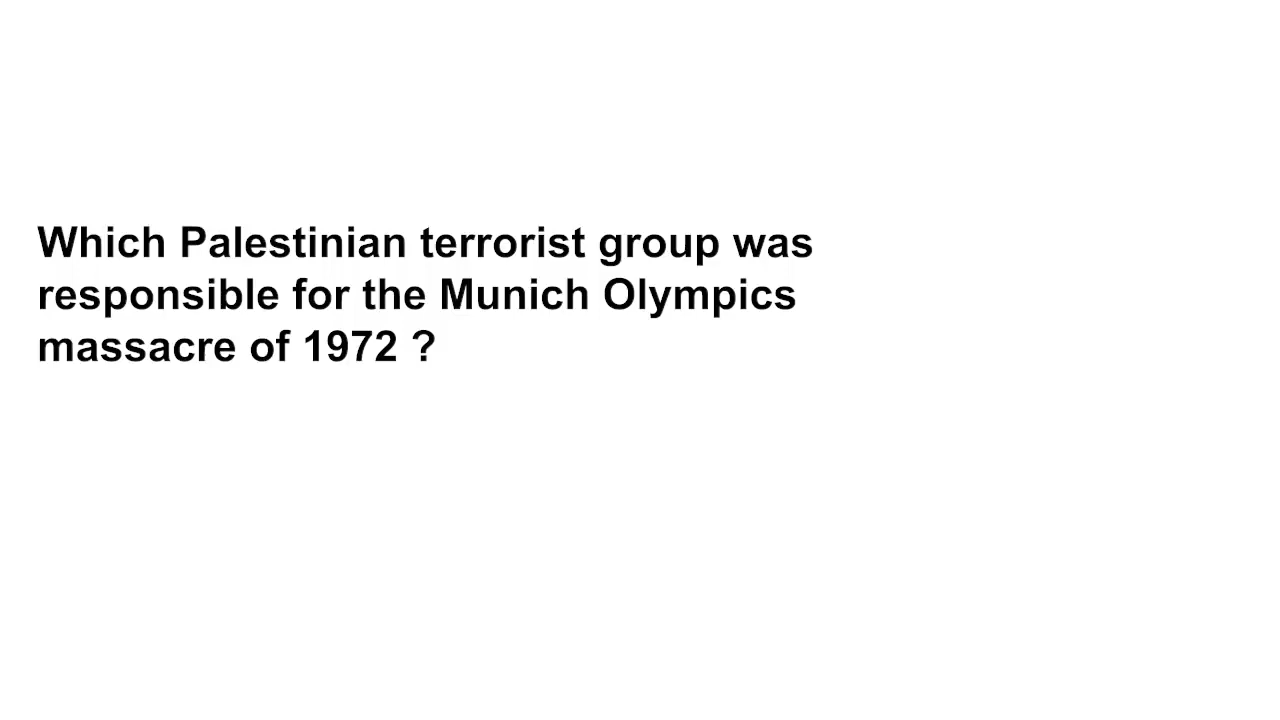 Which Palestinian terrorist group was
responsible for the Munich Olympics
massacre of 1972 ?